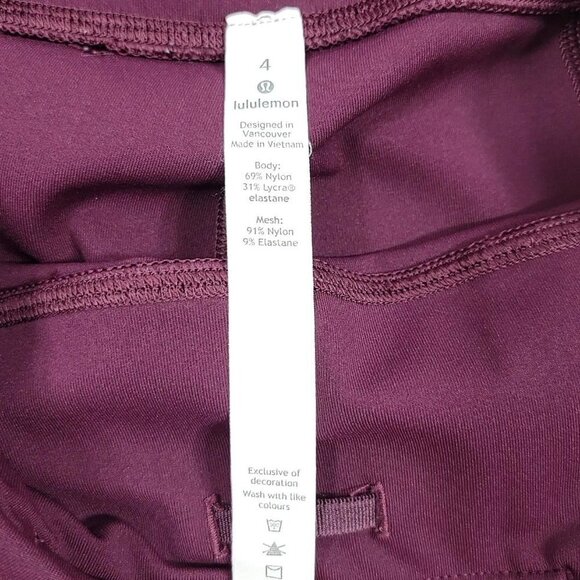 4
lululemon
Designed in
Vancouver
Made in Vietnam
Body:
69% Nylon
31% Lycra®
elastane
Mesh:
91% Nylon
9% Elastane
Exclusive of
decoration
Wash with like
colours